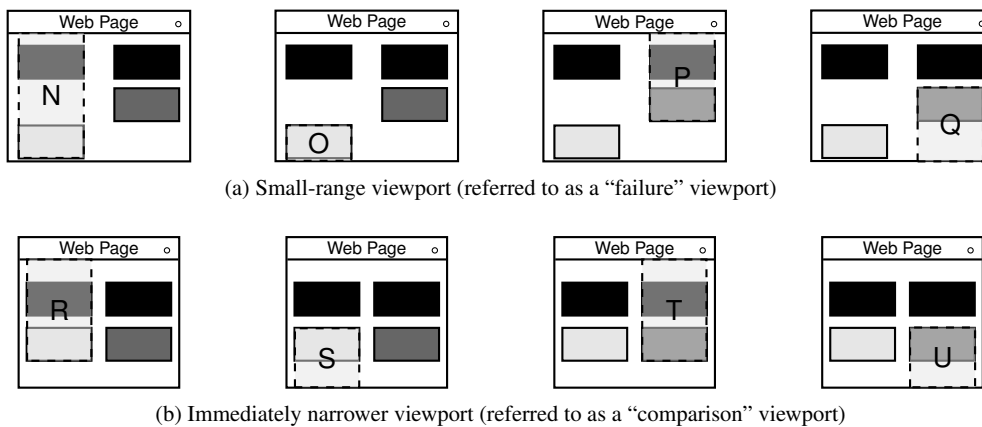 Web Page Web Page Web Page Web Page
N O P Q
(a) Small-range viewport (referred to as a “failure” viewport)
Web Page Web Page Web Page Web Page
R S T U
(b) Immediately narrower viewport (referred to as a “comparison” viewport)